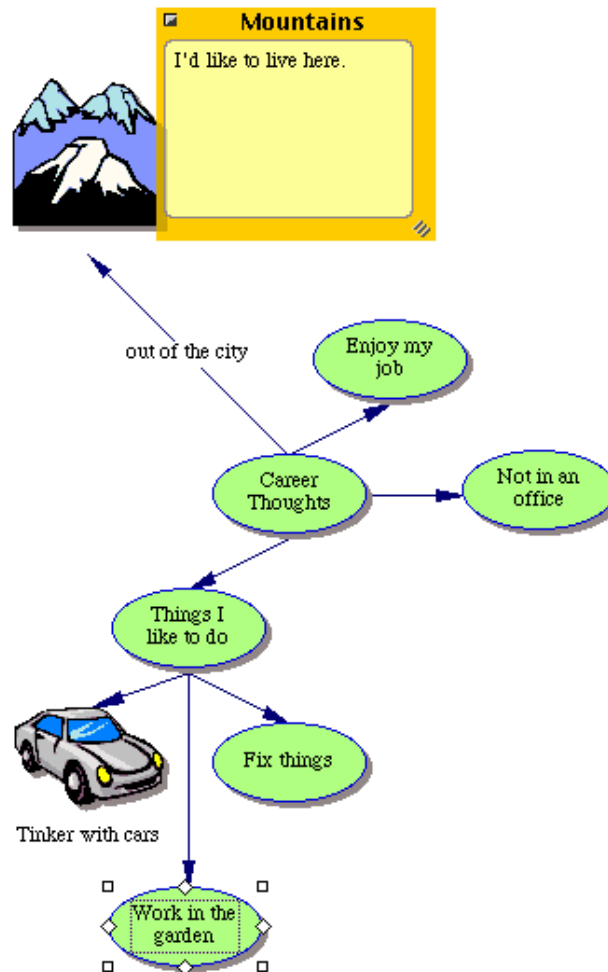 Mountains
I'd like to live here.
out of the city
Enjoy my
job
Career
Thoughts
Not in an
office
Things I
like to do
Fix things
Tinker with cars
Work in the
garden